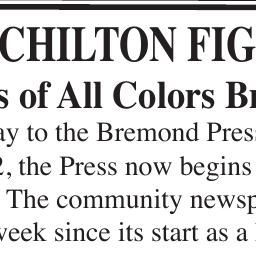 CHILTON FIG
s of All Colors Br
ay to the Bremond Press
2, the Press now begins
The community newsp
week since its start as a